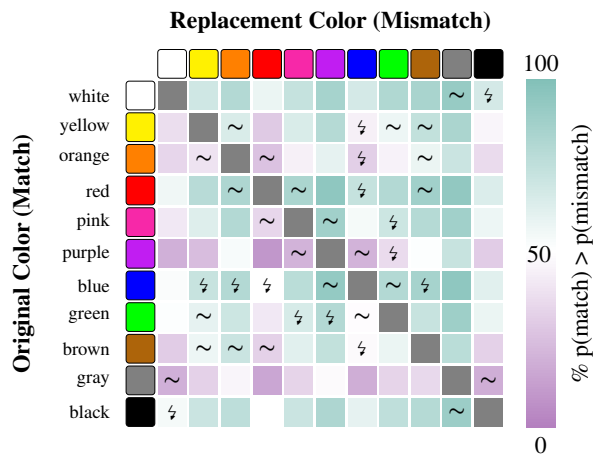 Replacement Color (Mismatch)
Original Color (Match)
white ~ ϟ
yellow ~ ϟ ~ ~
orange ~ ~ ϟ ~
red ~ ~ ϟ ~
pink ~ ~ ϟ
purple ~ ~ ϟ
blue ϟ ϟ ϟ ~ ~ ϟ
green ~ ϟ ϟ ~
brown ~ ~ ~ ϟ
gray ~ ~
black ϟ ~
100
50
0
% p(match) > p(mismatch)